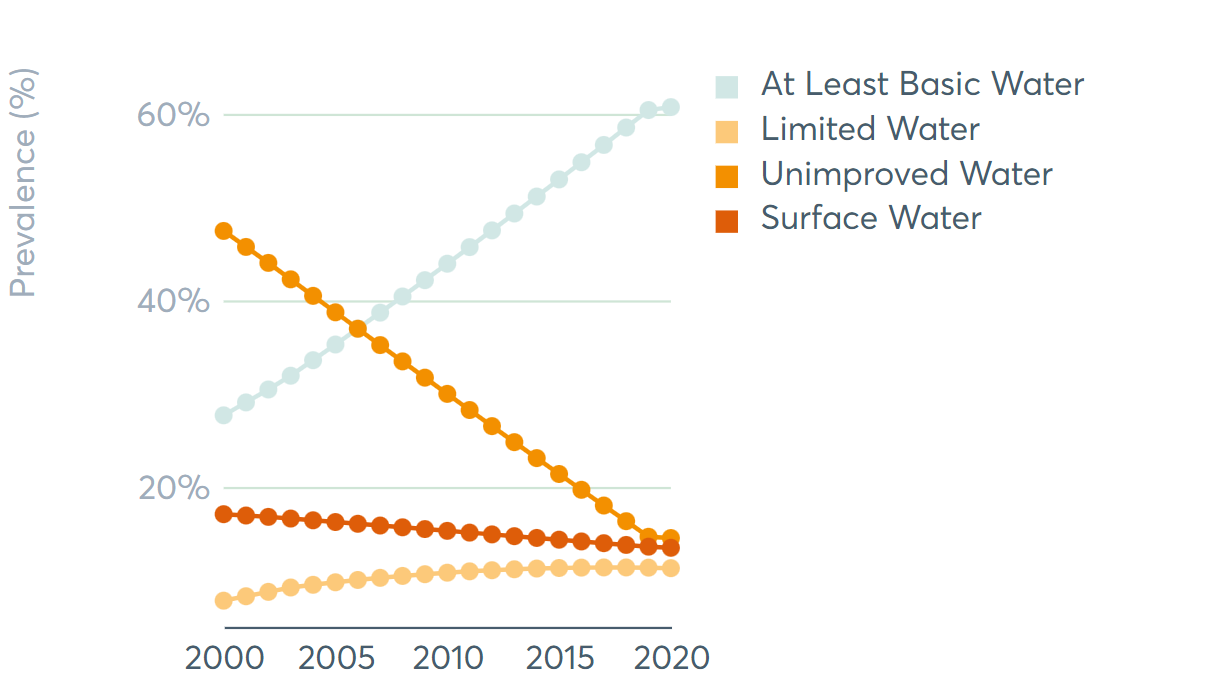 Prevalence (%)
60%
40%
20%
2000 2005 2010 2015 2020
At Least Basic Water
Limited Water
Unimproved Water
Surface Water